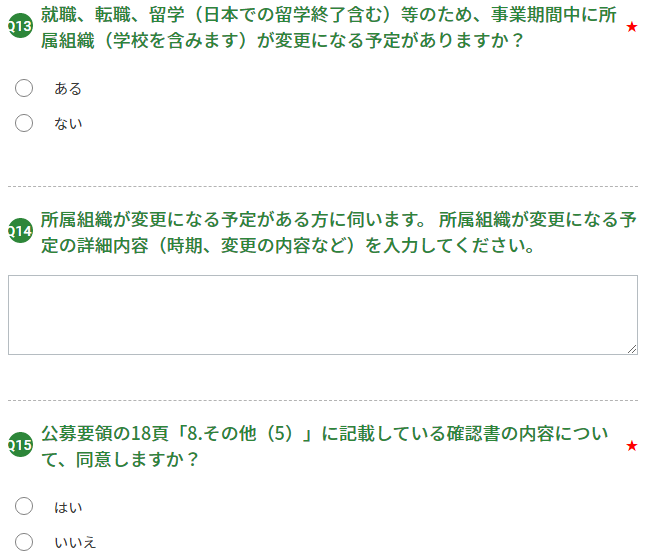 Q13 就職、転職、留学（日本での留学終了含む）等のため、事業期間中に所
属組織（学校を含みます）が変更になる予定がありますか？ ★
ある
ない
Q14 所属組織が変更になる予定がある方に伺います。 所属組織が変更になる予
定の詳細内容（時期、変更の内容など）を入力してください。
Q15 公募要領の18頁「8.その他（5）」に記載している確認書の内容につい
て、同意しますか？ ★
はい
いいえ